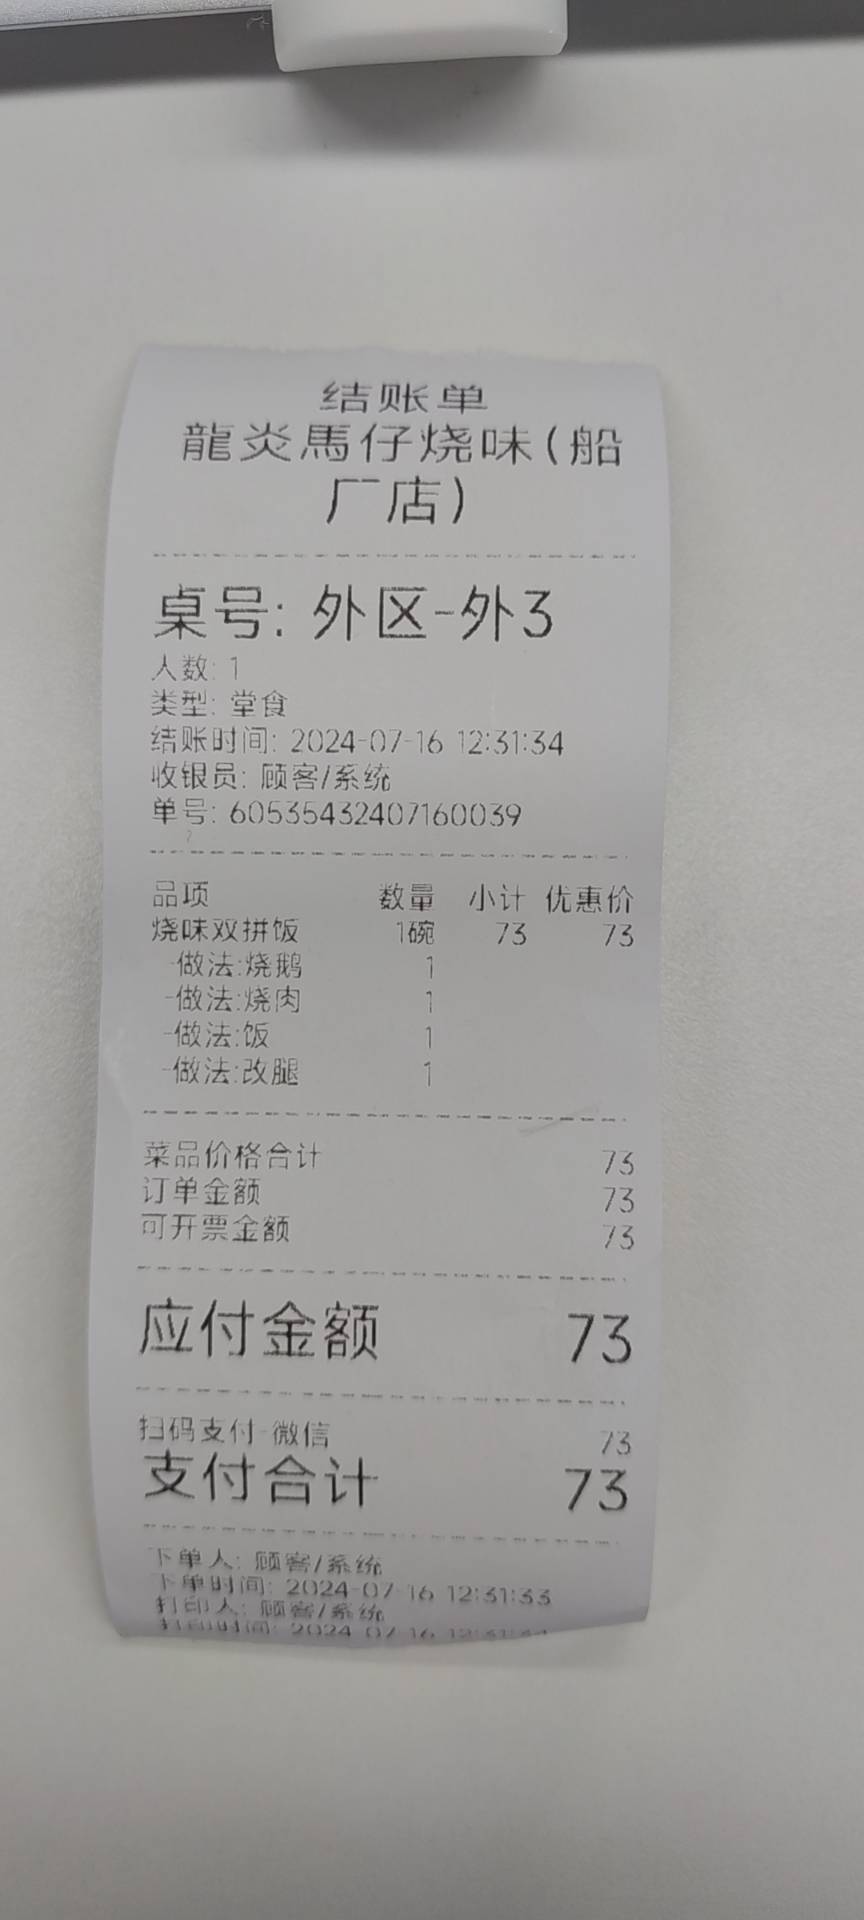 结账单
龍炎馬仔烧味(船
厂店)
桌号: 外区-外3
人数: 1
类型: 堂食
结账时间: 2024-07-16 12:31:34
收银员: 顾客/系统
单号: 60535432407160039
品项 数量 小计 优惠价
烧味双拼饭 1碗 73 73
-做法:烧鹅 1
-做法:烧肉 1
-做法:饭 1
-做法:改腿 1
菜品价格合计 73
订单金额 73
可开票金额 73
应付金额 73
扫码支付-微信 73
支付合计 73
下单人: 顾客/系统
下单时间: 2024-07-16 12:31:33
打印人: 顾客/系统
打印时间: 2024-07-16